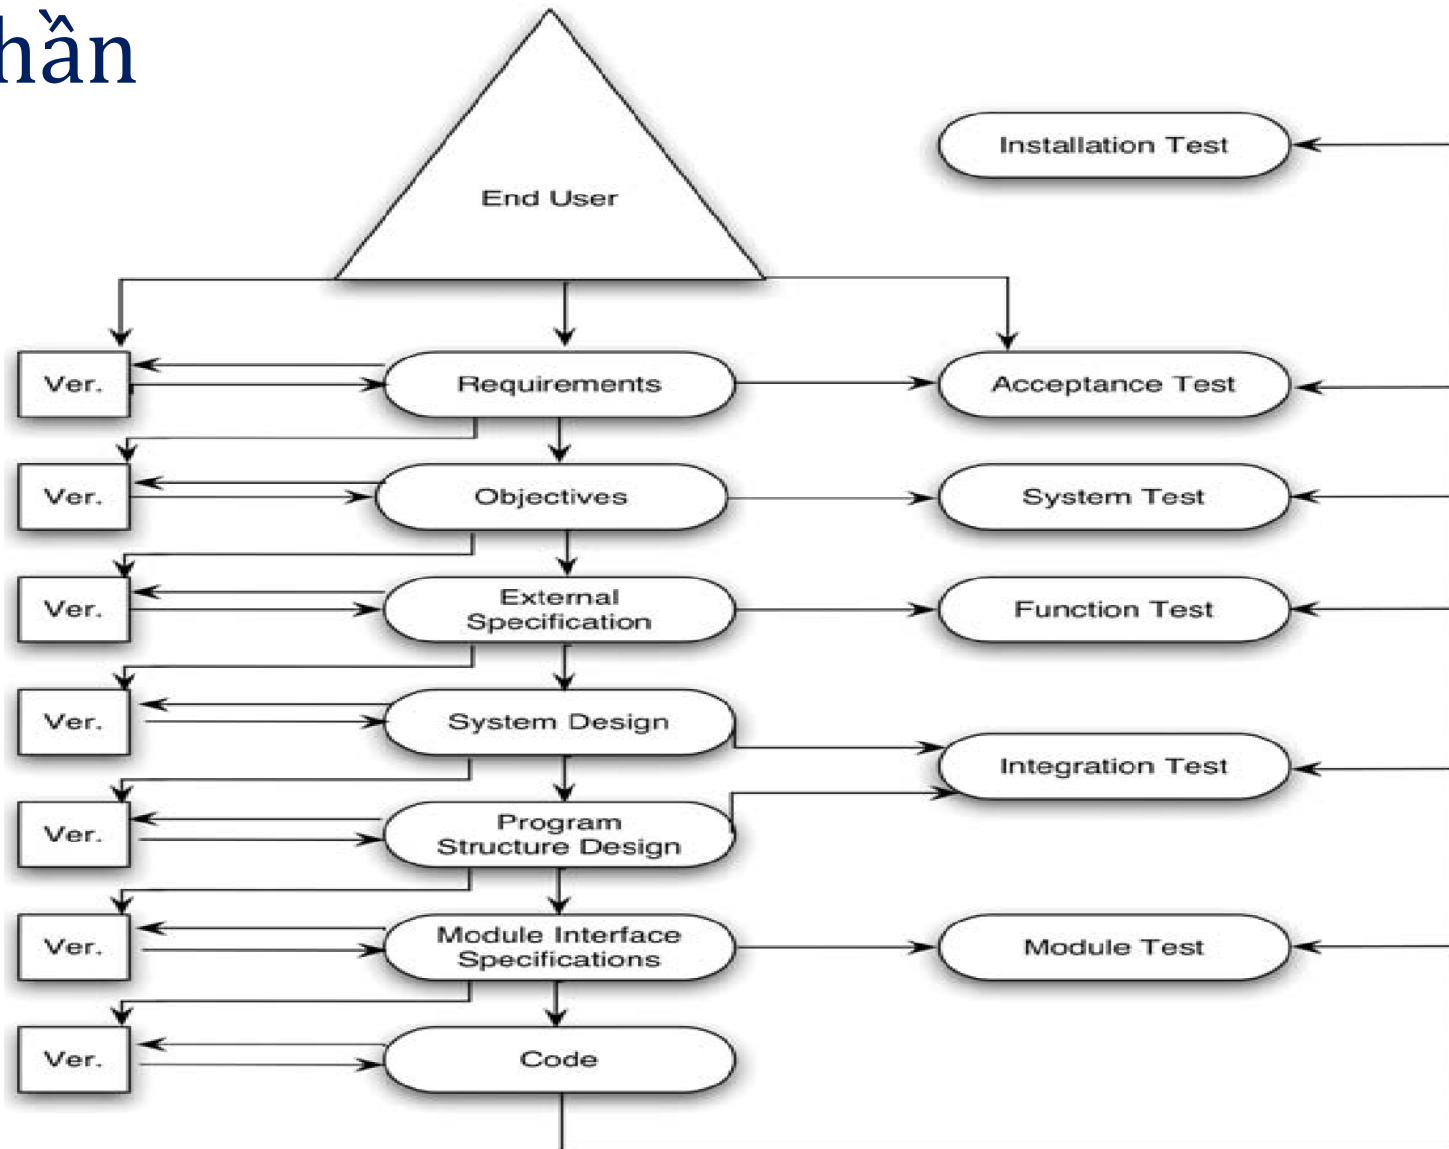 hần
End User
Installation Test
Ver.
Requirements
Acceptance Test
Ver.
Objectives
System Test
Ver.
External
Specification
Function Test
Ver.
System Design
Integration Test
Ver.
Program
Structure Design
Ver.
Module Interface
Specifications
Module Test
Ver.
Code